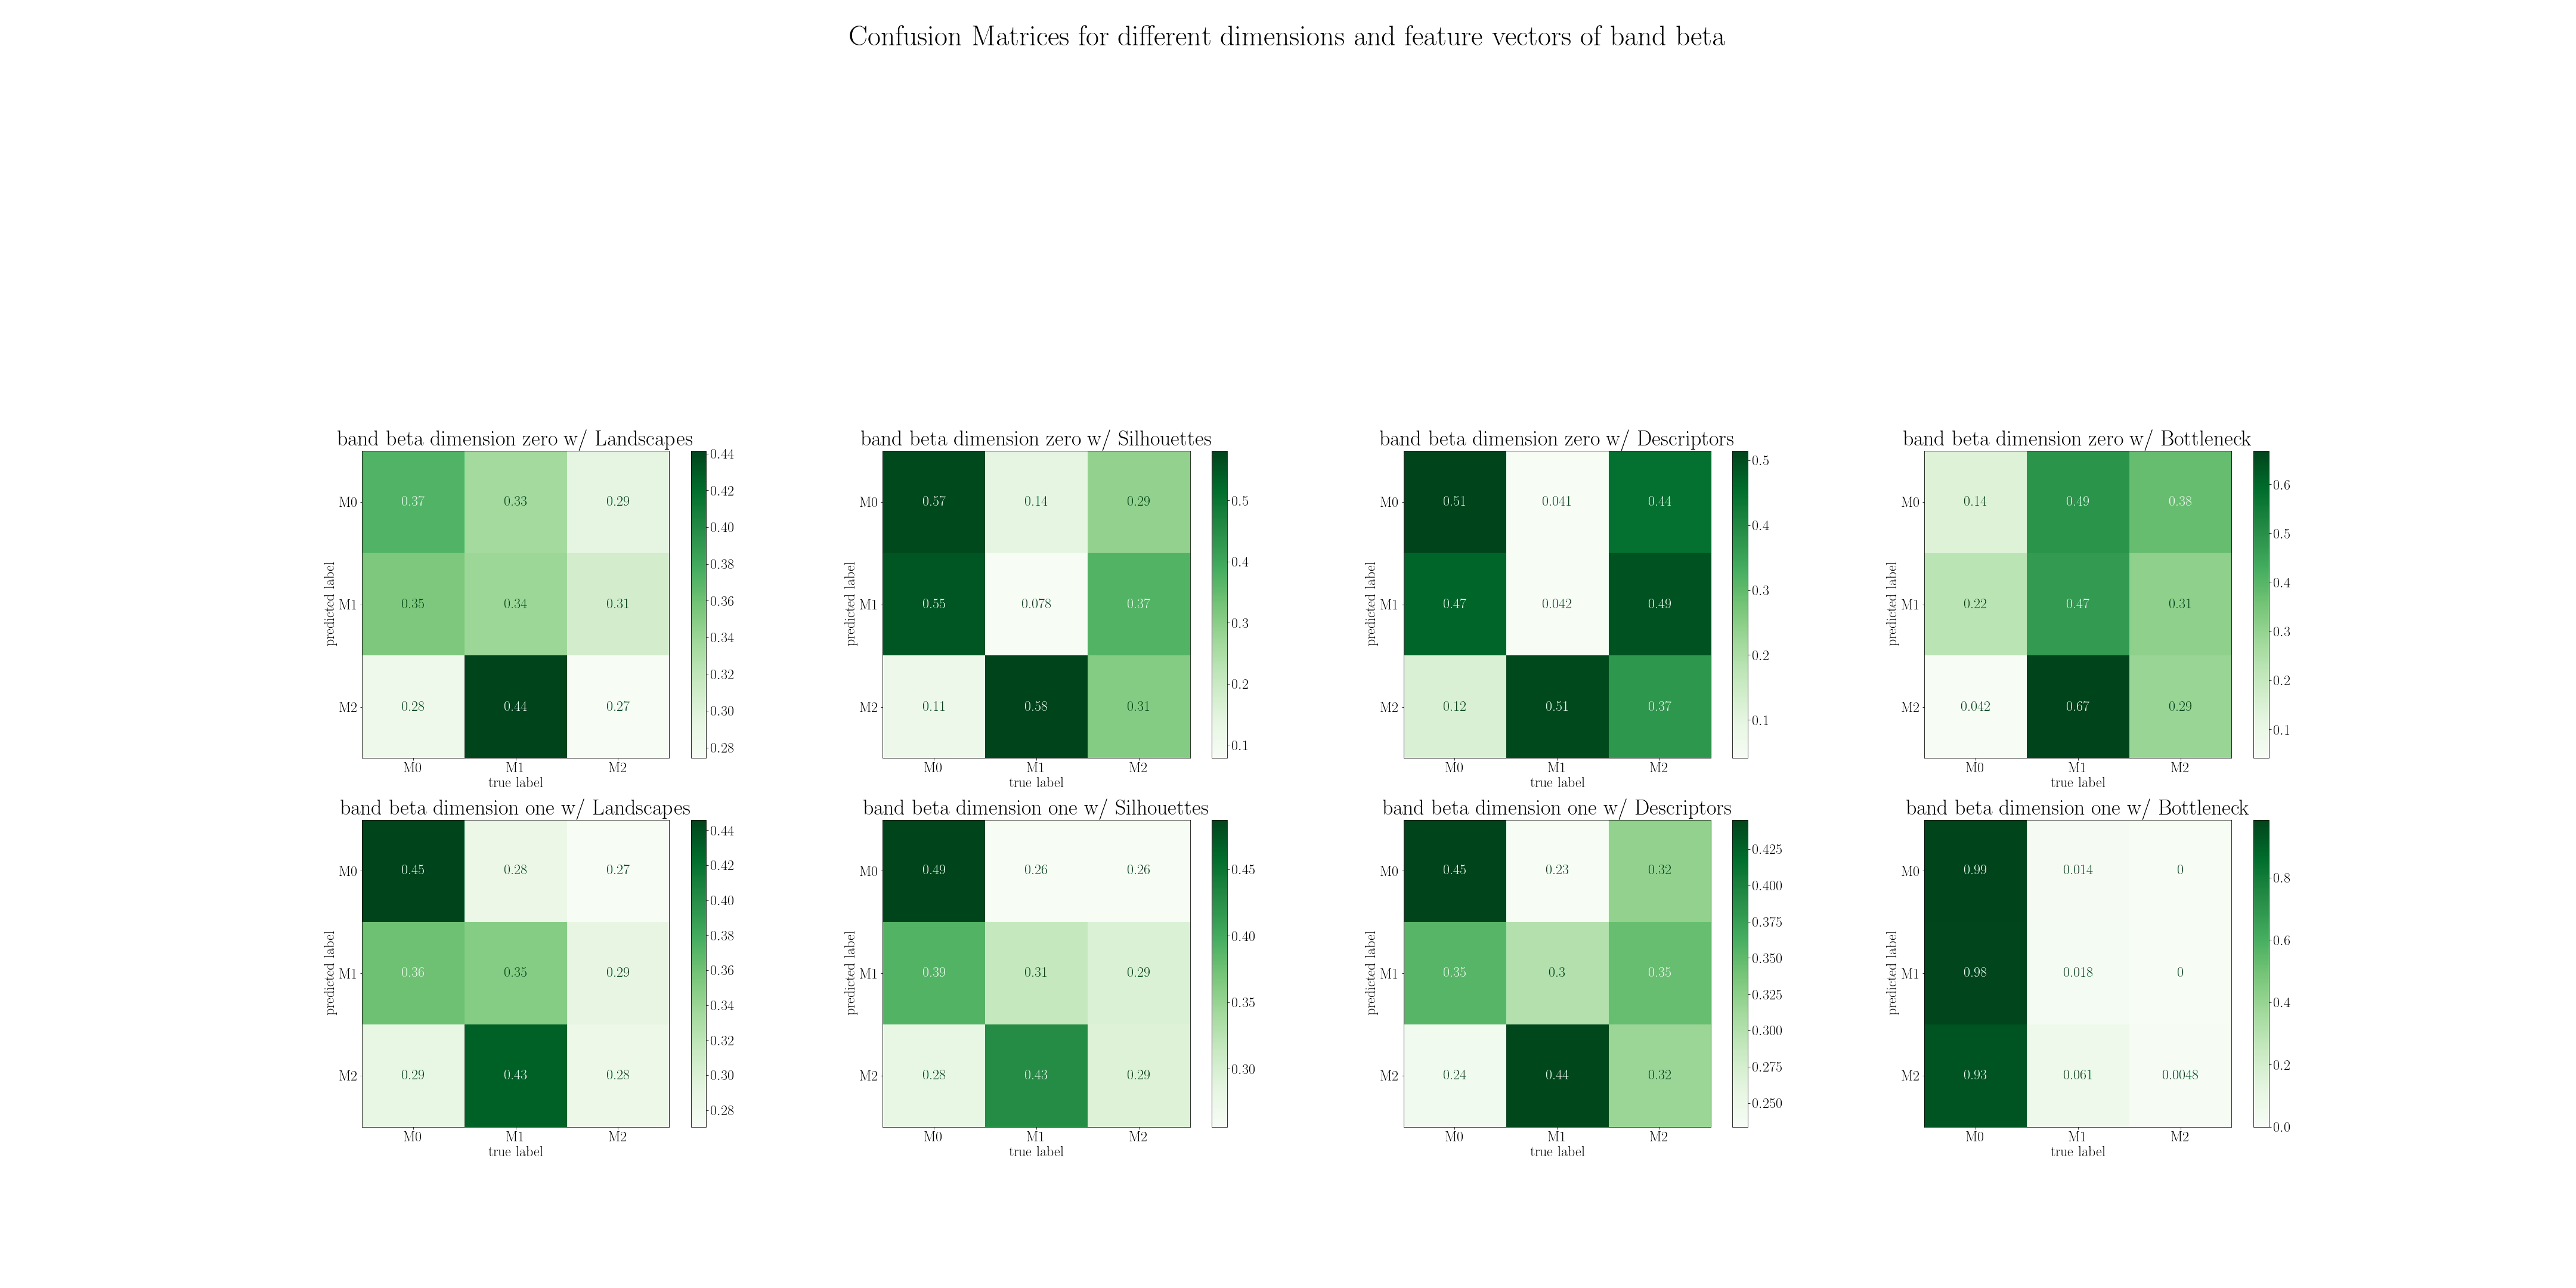 Confusion Matrices for different dimensions and feature vectors of band beta
band beta dimension zero w/ Landscapes
0.44
0.42
0.40
0.38
0.36
0.34
0.32
0.30
0.28
M0 0.37 0.33 0.29
M1 0.35 0.34 0.31
M2 0.28 0.44 0.27
predicted label
M0 M1 M2
true label
band beta dimension zero w/ Silhouettes
0.5
0.4
0.3
0.2
0.1
M0 0.57 0.14 0.29
M1 0.55 0.078 0.37
M2 0.11 0.58 0.31
predicted label
M0 M1 M2
true label
band beta dimension zero w/ Descriptors
0.5
0.4
0.3
0.2
0.1
M0 0.51 0.041 0.44
M1 0.47 0.042 0.49
M2 0.12 0.51 0.37
predicted label
M0 M1 M2
true label
band beta dimension zero w/ Bottleneck
0.6
0.5
0.4
0.3
0.2
0.1
M0 0.14 0.49 0.38
M1 0.22 0.47 0.31
M2 0.042 0.67 0.29
predicted label
M0 M1 M2
true label
band beta dimension one w/ Landscapes
0.44
0.42
0.40
0.38
0.36
0.34
0.32
0.30
0.28
M0 0.45 0.28 0.27
M1 0.36 0.35 0.29
M2 0.29 0.43 0.28
predicted label
M0 M1 M2
true label
band beta dimension one w/ Silhouettes
0.45
0.40
0.35
0.30
M0 0.49 0.26 0.26
M1 0.39 0.31 0.29
M2 0.28 0.43 0.29
predicted label
M0 M1 M2
true label
band beta dimension one w/ Descriptors
0.425
0.400
0.375
0.350
0.325
0.300
0.275
0.250
M0 0.45 0.23 0.32
M1 0.35 0.3 0.35
M2 0.24 0.44 0.32
predicted label
M0 M1 M2
true label
band beta dimension one w/ Bottleneck
0.8
0.6
0.4
0.2
0.0
M0 0.99 0.014 0
M1 0.98 0.018 0
M2 0.93 0.061 0.0048
predicted label
M0 M1 M2
true label